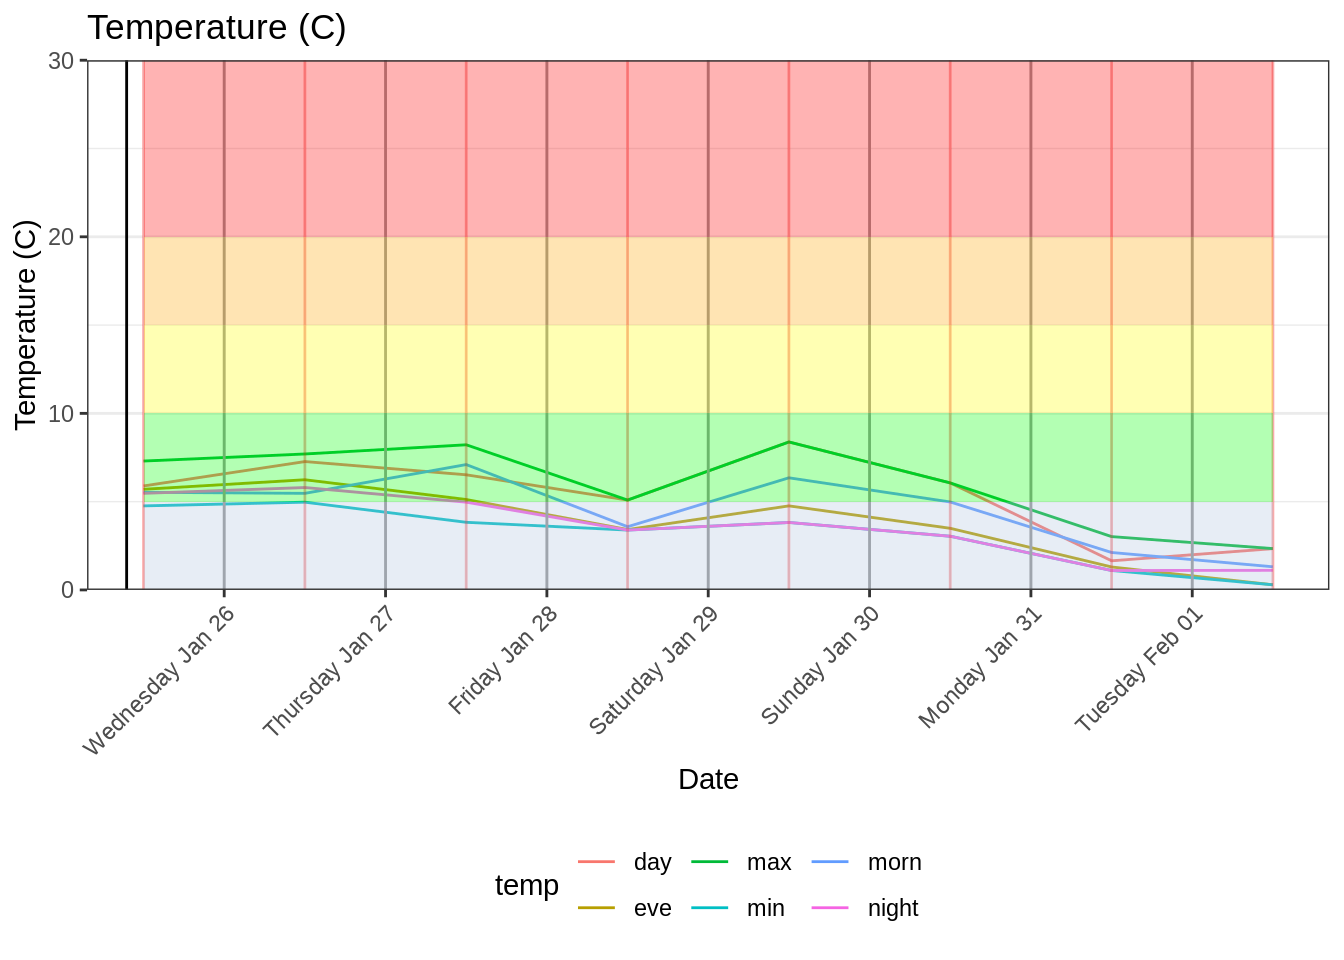 Temperature (C)
Temperature (C)
30
20
10
0
Wednesday Jan 26
Thursday Jan 27
Friday Jan 28
Saturday Jan 29
Sunday Jan 30
Monday Jan 31
Tuesday Feb 01
Date
temp
day
max
morn
eve
min
night